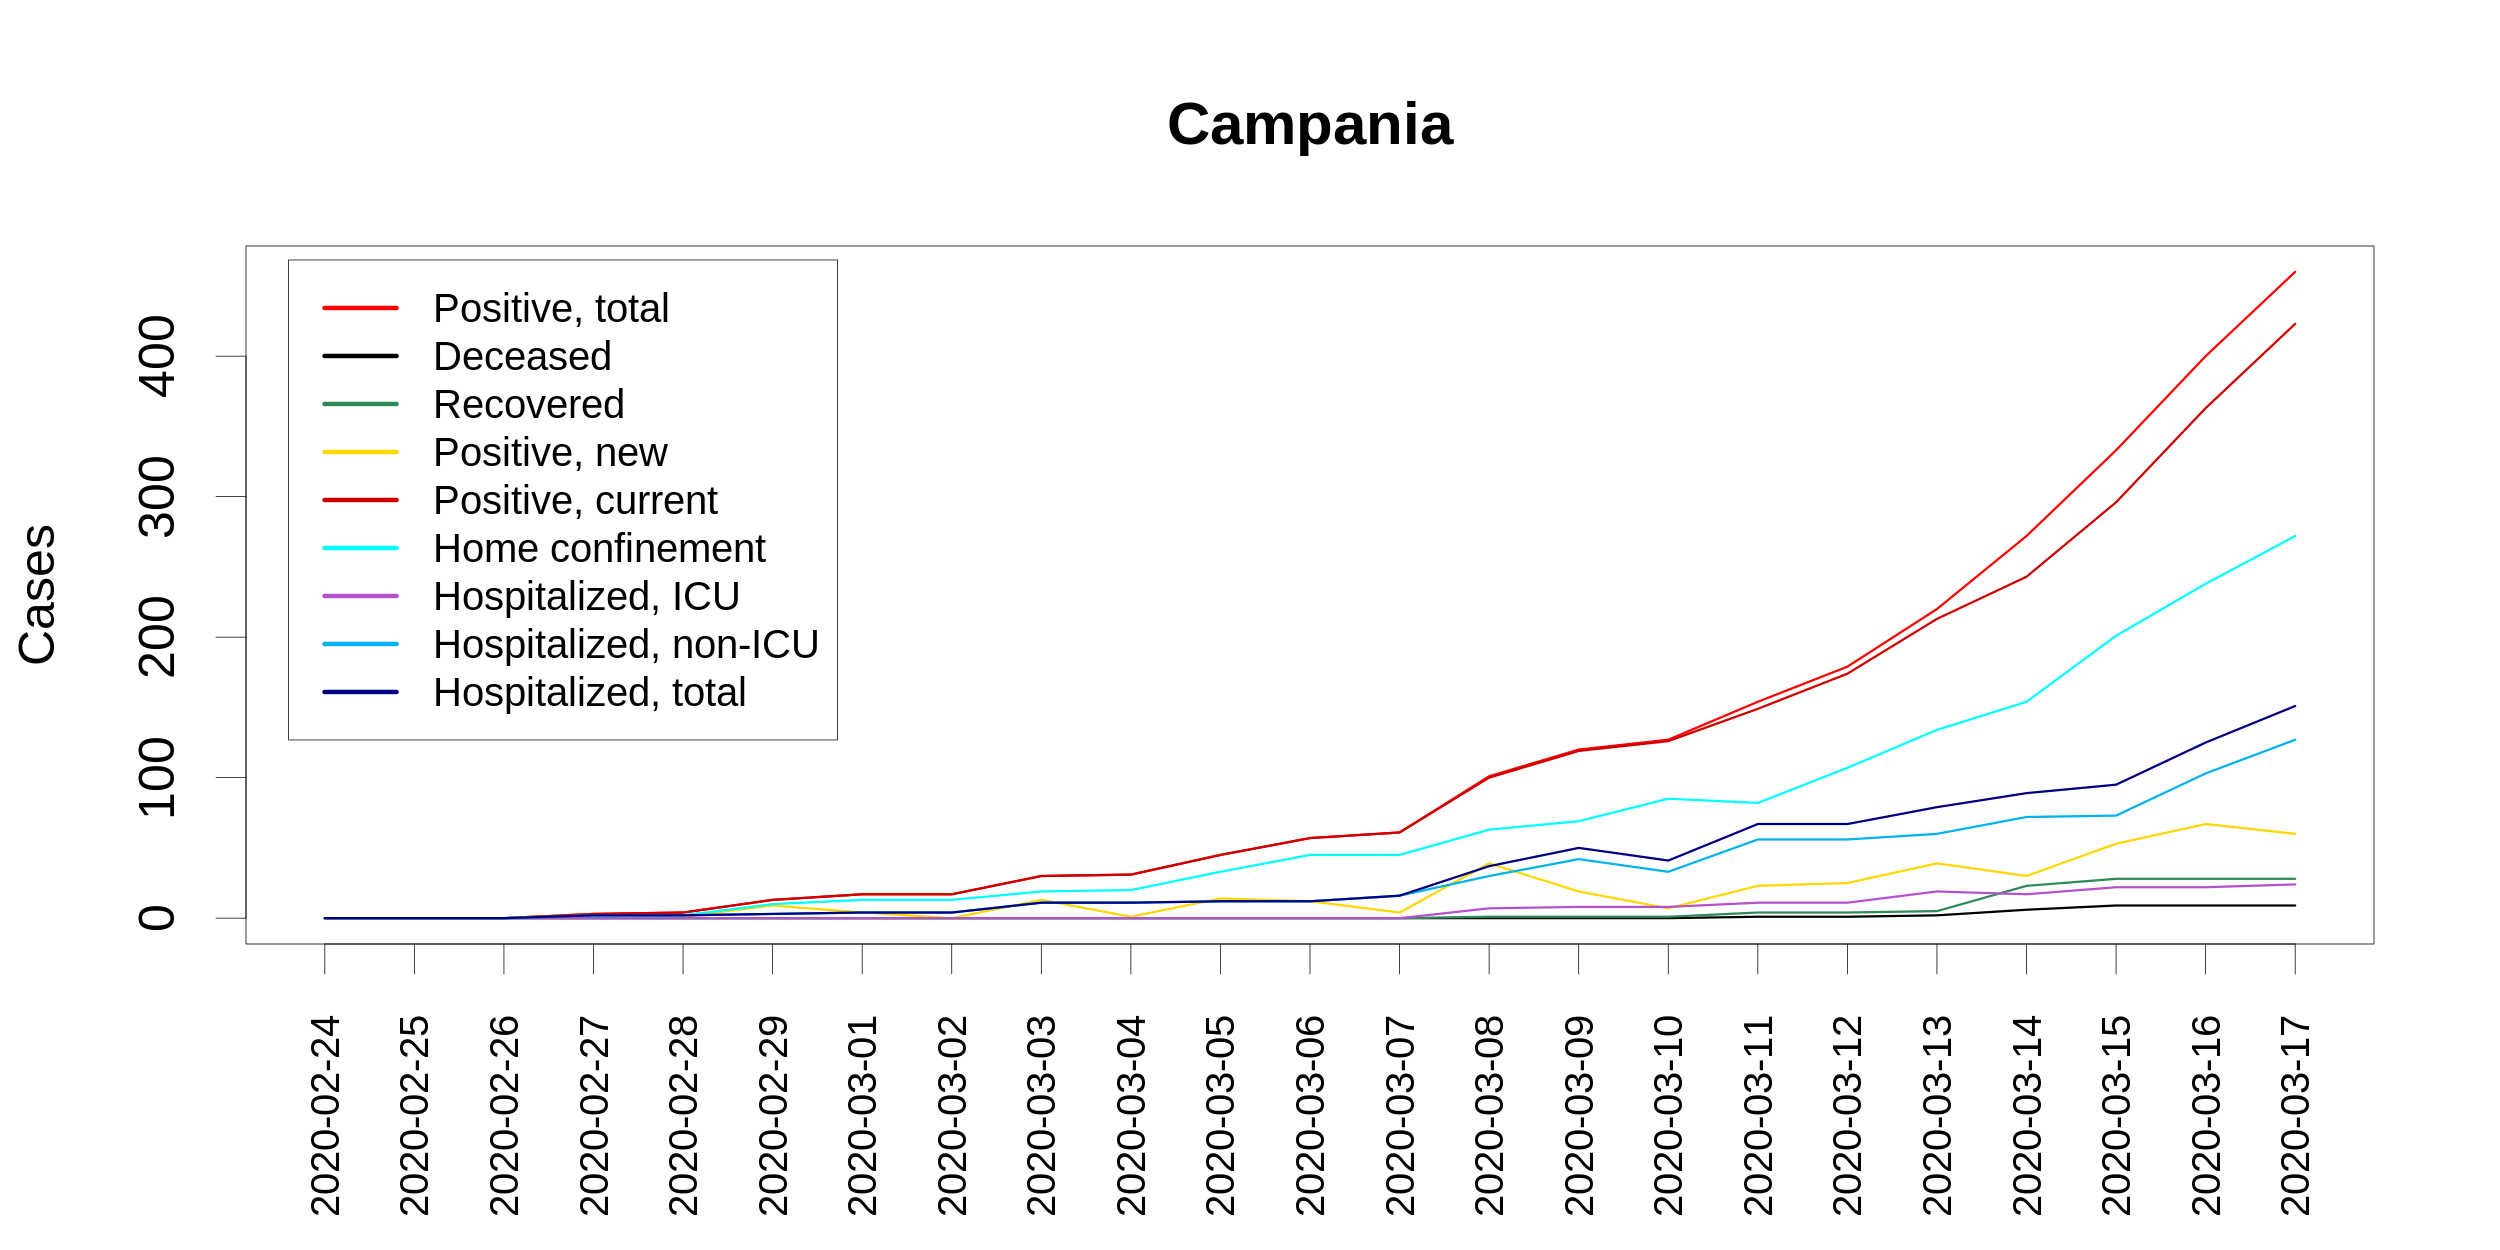 Campania
Cases
400
300
200
100
0
Positive, total
Deceased
Recovered
Positive, new
Positive, current
Home confinement
Hospitalized, ICU
Hospitalized, non-ICU
Hospitalized, total
2020-02-24
2020-02-25
2020-02-26
2020-02-27
2020-02-28
2020-02-29
2020-03-01
2020-03-02
2020-03-03
2020-03-04
2020-03-05
2020-03-06
2020-03-07
2020-03-08
2020-03-09
2020-03-10
2020-03-11
2020-03-12
2020-03-13
2020-03-14
2020-03-15
2020-03-16
2020-03-17